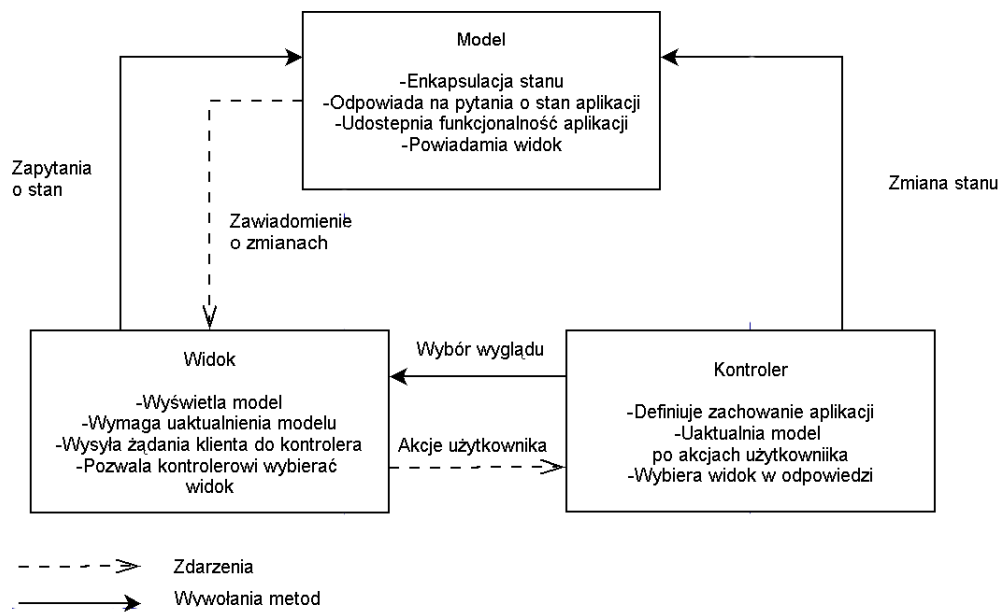 Model
-Enkapsulacja stanu
-Odpowiada na pytania o stan aplikacji
-Udostepnia funkcjonalność aplikacji
-Powiadamia widok
Zapytania
o stan
Zmiana stanu
Zawiadomienie
o zmianach
Widok
-Wyświetla model
-Wymaga uaktualnienia modelu
-Wysyła żądania klienta do kontrolera
-Pozwala kontrolerowi wybierać
widok
Wybór wyglądu
Akcje użytkownika
Kontroler
-Definiuje zachowanie aplikacji
-Uaktualnia model
po akcjach użytkowniika
-Wybiera widok w odpowiedzi
Zdarzenia
Wywołania metod